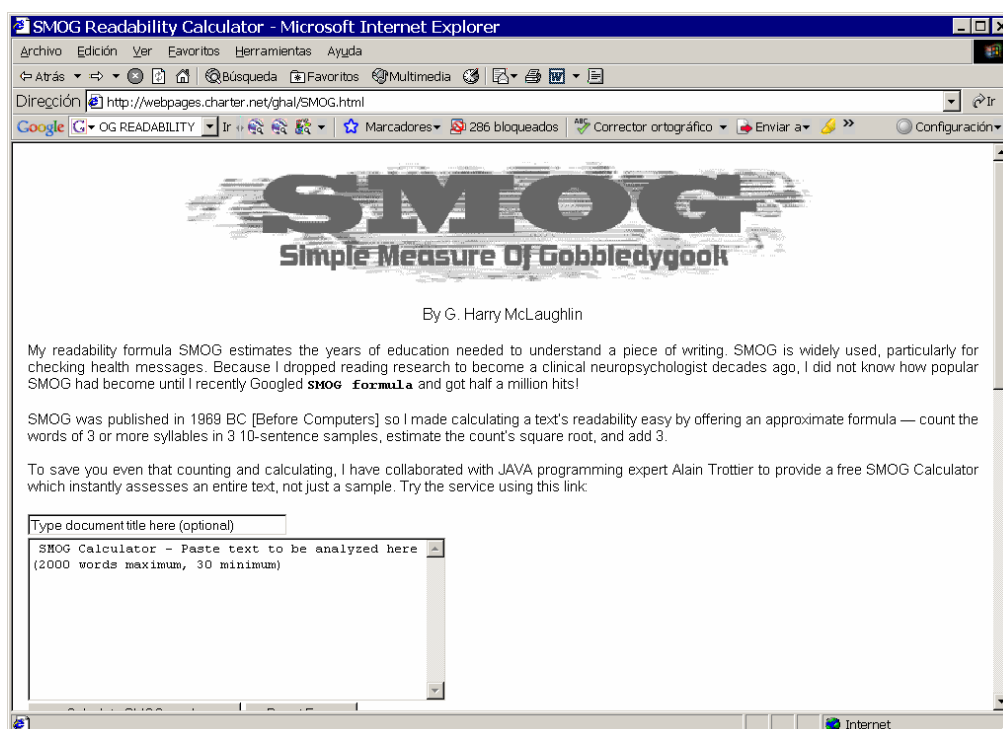 SMOG Readability Calculator - Microsoft Internet Explorer
Archivo Edición Ver Favoritos Herramientas Ayuda
Atrás Búsqueda Favoritos Multimedia
Dirección http://webpages.charter.net/ghal/SMOG.html Ir
Google OG READABILITY Ir Marcadores 286 bloqueados Corrector ortográfico Enviar a » Configuración
SMOG
Simple Measure Of Gobbledygook
By G. Harry McLaughlin
My readability formula SMOG estimates the years of education needed to understand a piece of writing. SMOG is widely used, particularly for
checking health messages. Because I dropped reading research to become a clinical neuropsychologist decades ago, I did not know how popular
SMOG had become until I recently Googled SMOG formula and got half a million hits!
SMOG was published in 1969 BC [Before Computers] so I made calculating a text's readability easy by offering an approximate formula — count the
words of 3 or more syllables in 3 10-sentence samples, estimate the count's square root, and add 3.
To save you even that counting and calculating, I have collaborated with JAVA programming expert Alain Trottier to provide a free SMOG Calculator
which instantly assesses an entire text, not just a sample. Try the service using this link:
Type document title here (optional)
SMOG Calculator - Paste text to be analyzed here
(2000 words maximum, 30 minimum)
Internet